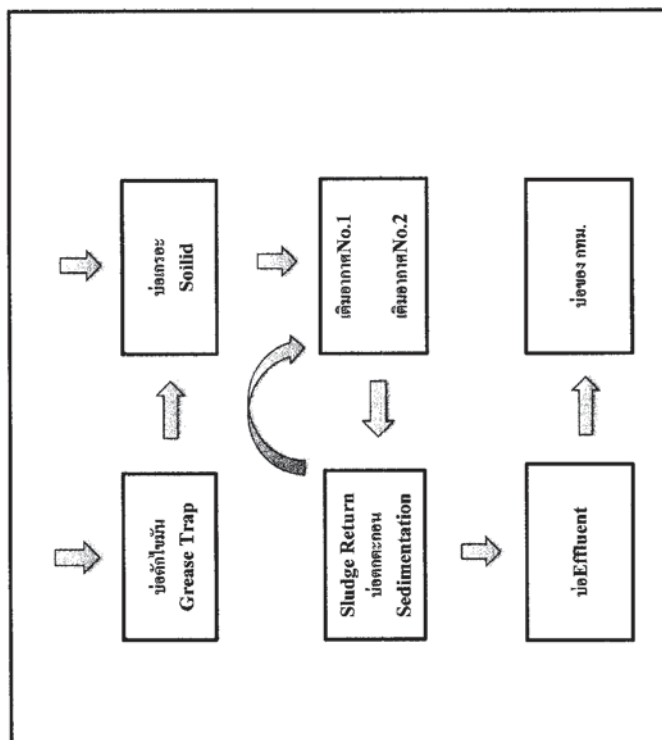 บ่อดักไขมัน
Grease Trap
บ่อเกรอะ
Soilid
Sludge Return
บ่อตกตะกอน
Sedimentation
เติมอากาศNo.1
เติมอากาศNo.2
บ่อEffluent
บ่อของ กทม.